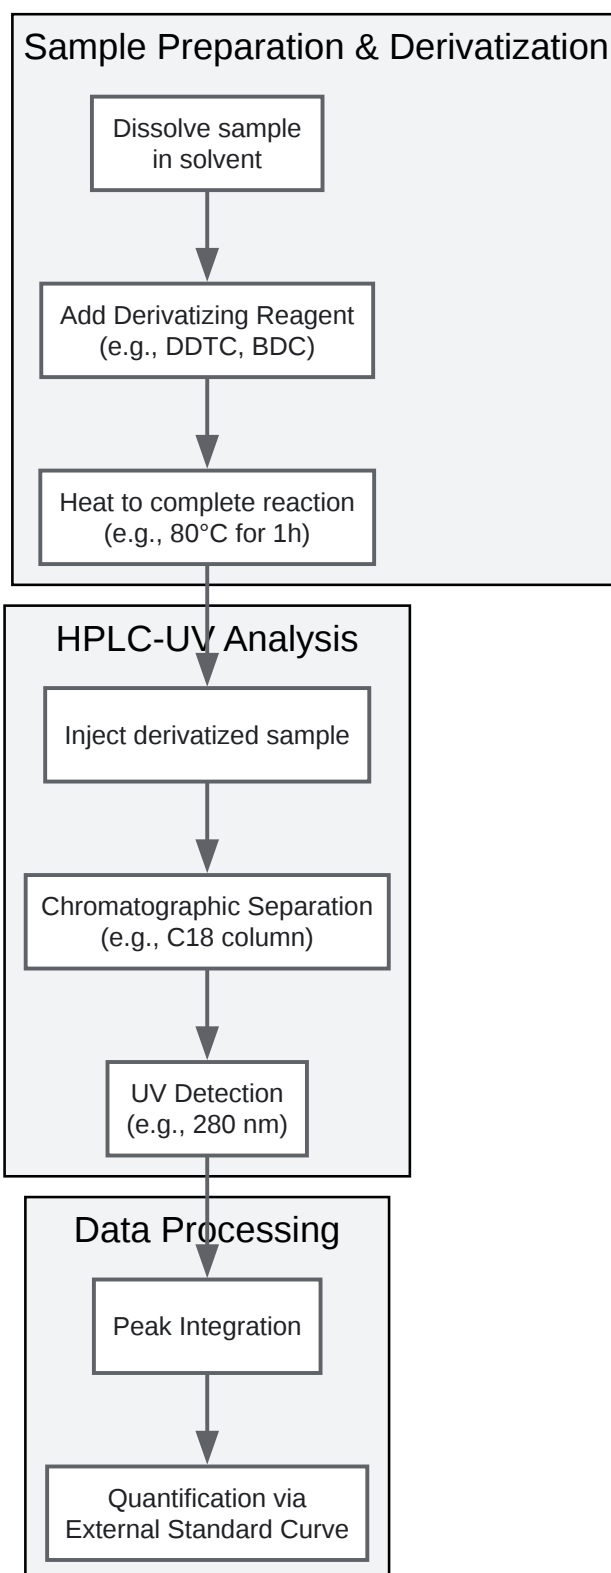 Sample Preparation & Derivatization
Dissolve sample
in solvent
Add Derivatizing Reagent
(e.g., DDTC, BDC)
Heat to complete reaction
(e.g., 80°C for 1h)
HPLC-UV Analysis
Inject derivatized sample
Chromatographic Separation
(e.g., C18 column)
UV Detection
(e.g., 280 nm)
Data Processing
Peak Integration
Quantification via
External Standard Curve